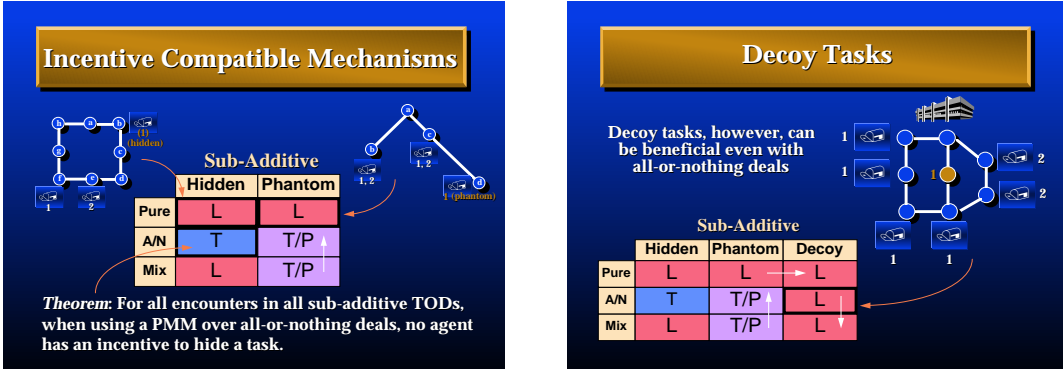 Incentive Compatible Mechanisms
h a b
(1)
(hidden)
g c
f e d
1 2
a
c
b
1, 2
1, 2
d
1 (phantom)
Sub-Additive
Hidden Phantom
Pure L L
A/N T T/P
Mix L T/P
Theorem: For all encounters in all sub-additive TODs,
when using a PMM over all-or-nothing deals, no agent
has an incentive to hide a task.
Decoy Tasks
Decoy tasks, however, can
be beneficial even with
all-or-nothing deals
1
2
1
1
2
1 1
Sub-Additive
Hidden Phantom Decoy
Pure L L L
A/N T T/P L
Mix L T/P L